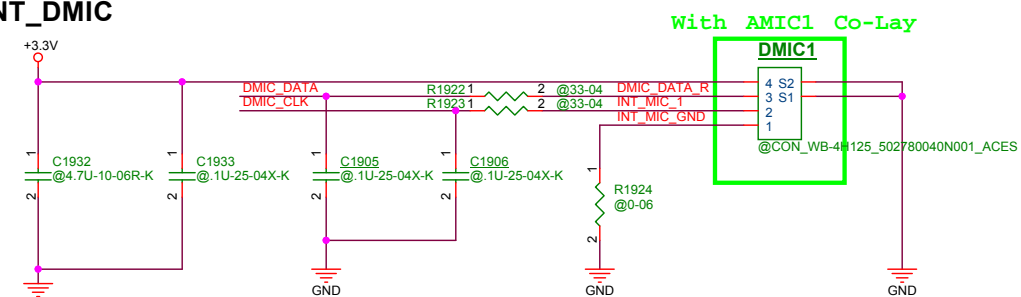 NT_DMIC
With AMIC1 Co-Lay
+3.3V
DMIC1
DMIC_DATA
R1922 1
2 @33-04
DMIC_DATA_R
4 S2
DMIC_CLK
R1923 1
2 @33-04
INT_MIC_1
3 S1
INT_MIC_GND
2
1
@CON_WB-4H125_502780040N001_ACES
1
C1932
@4.7U-10-06R-K
2
1
C1933
@.1U-25-04X-K
2
1
C1905
@.1U-25-04X-K
2
1
C1906
@.1U-25-04X-K
2
1
R1924
@0-06
2
GND
GND
GND